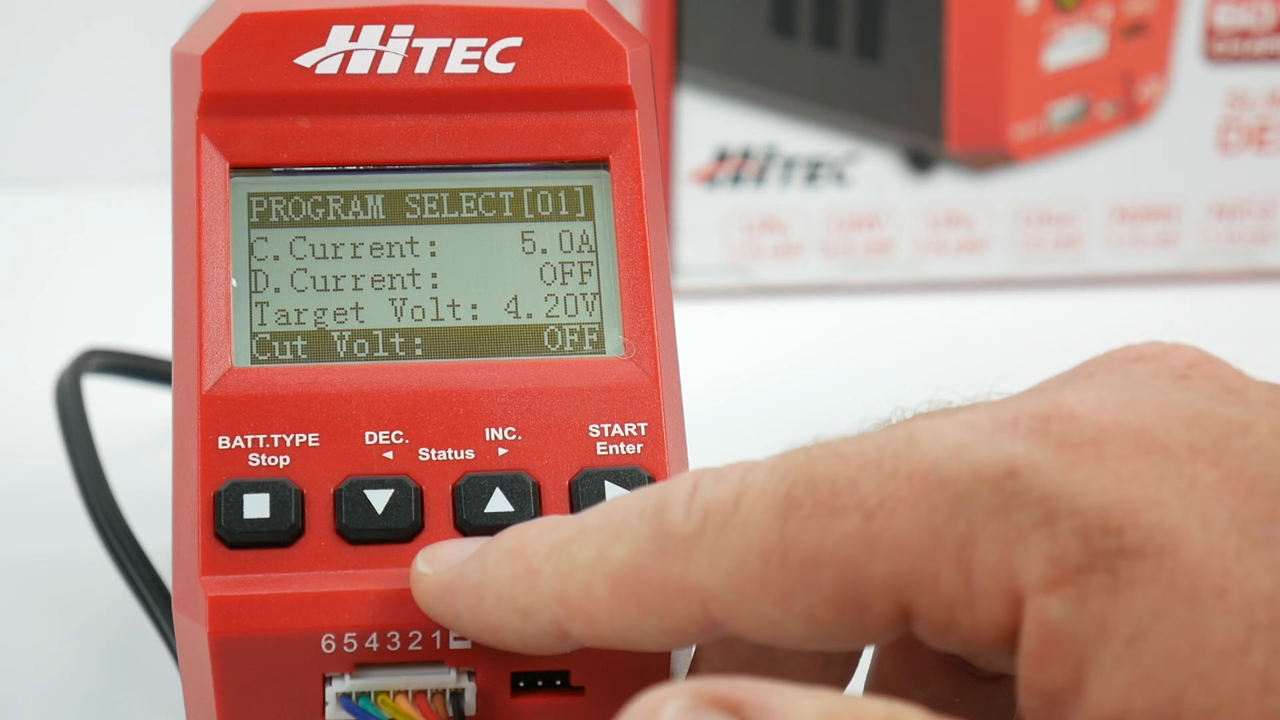 HiTEC
PROGRAM SELECT[01]
C.Current: 5.0A
D.Current: OFF
Target Volt: 4.20V
Cut Volt: OFF
BATT.TYPE
Stop
DEC.
Status
INC.
START
Enter
654321
HiTEC